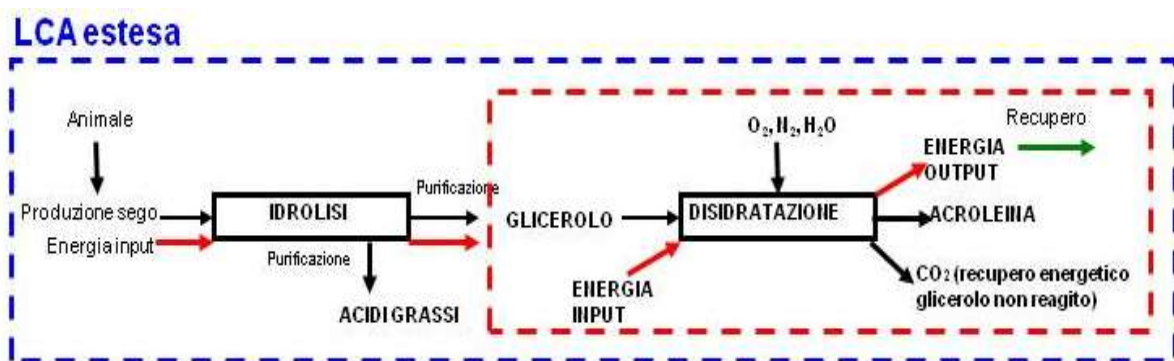 LCA estesa
Animale
Produzione sego
Energia input
IDROLISI
Purificazione
Purificazione
ACIDI GRASSI
GLICEROLO
O₂, N₂, H₂O
DISIDRATAZIONE
ENERGIA
INPUT
Recupero
ENERGIA
OUTPUT
ACROLEINA
CO₂ (recupero energetico
glicerolo non reagito)